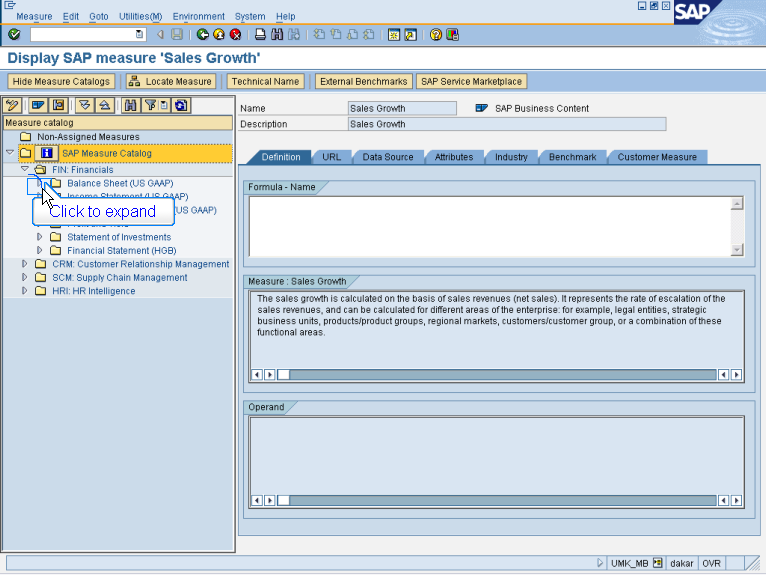 Measure Edit Goto Utilities(M) Environment System Help
SAP
Display SAP measure 'Sales Growth'
Hide Measure Catalogs Locate Measure Technical Name External Benchmarks SAP Service Marketplace
Measure catalog
Non-Assigned Measures
SAP Measure Catalog
FIN: Financials
Balance Sheet (US GAAP)
Income Statement (US GAAP)
(US GAAP)
Click to expand
Statement of Investments
Financial Statement (HGB)
CRM: Customer Relationship Management
SCM: Supply Chain Management
HRI: HR Intelligence
Name Sales Growth SAP Business Content
Description Sales Growth
Definition URL Data Source Attributes Industry Benchmark Customer Measure
Formula - Name
Measure : Sales Growth
The sales growth is calculated on the basis of sales revenues (net sales). It represents the rate of escalation of the
sales revenues, and can be calculated for different areas of the enterprise: for example, legal entities, strategic
business units, products/product groups, regional markets, customers/customer group, or a combination of these
functional areas.
Operand
UMK_MB dakar OVR